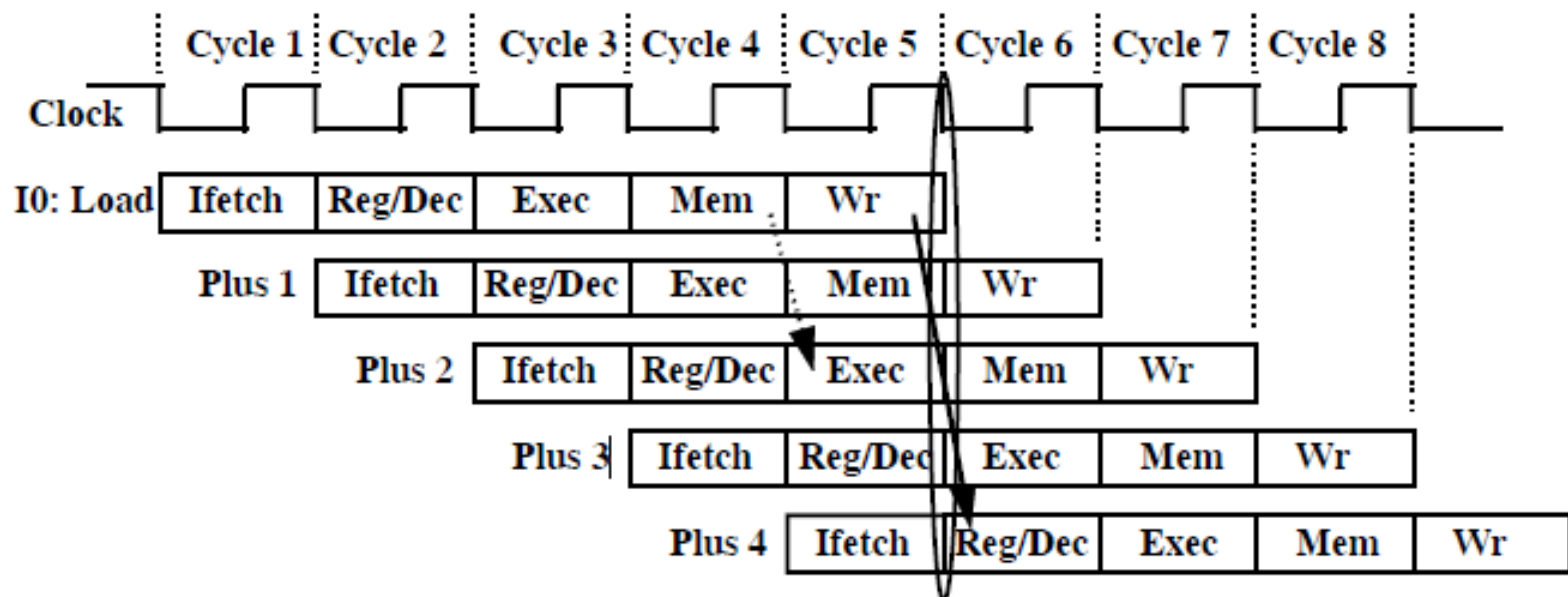 Cycle 1 Cycle 2 Cycle 3 Cycle 4 Cycle 5 Cycle 6 Cycle 7 Cycle 8
Clock
I0: Load Ifetch Reg/Dec Exec Mem Wr
Plus 1 Ifetch Reg/Dec Exec Mem Wr
Plus 2 Ifetch Reg/Dec Exec Mem Wr
Plus 3 Ifetch Reg/Dec Exec Mem Wr
Plus 4 Ifetch Reg/Dec Exec Mem Wr